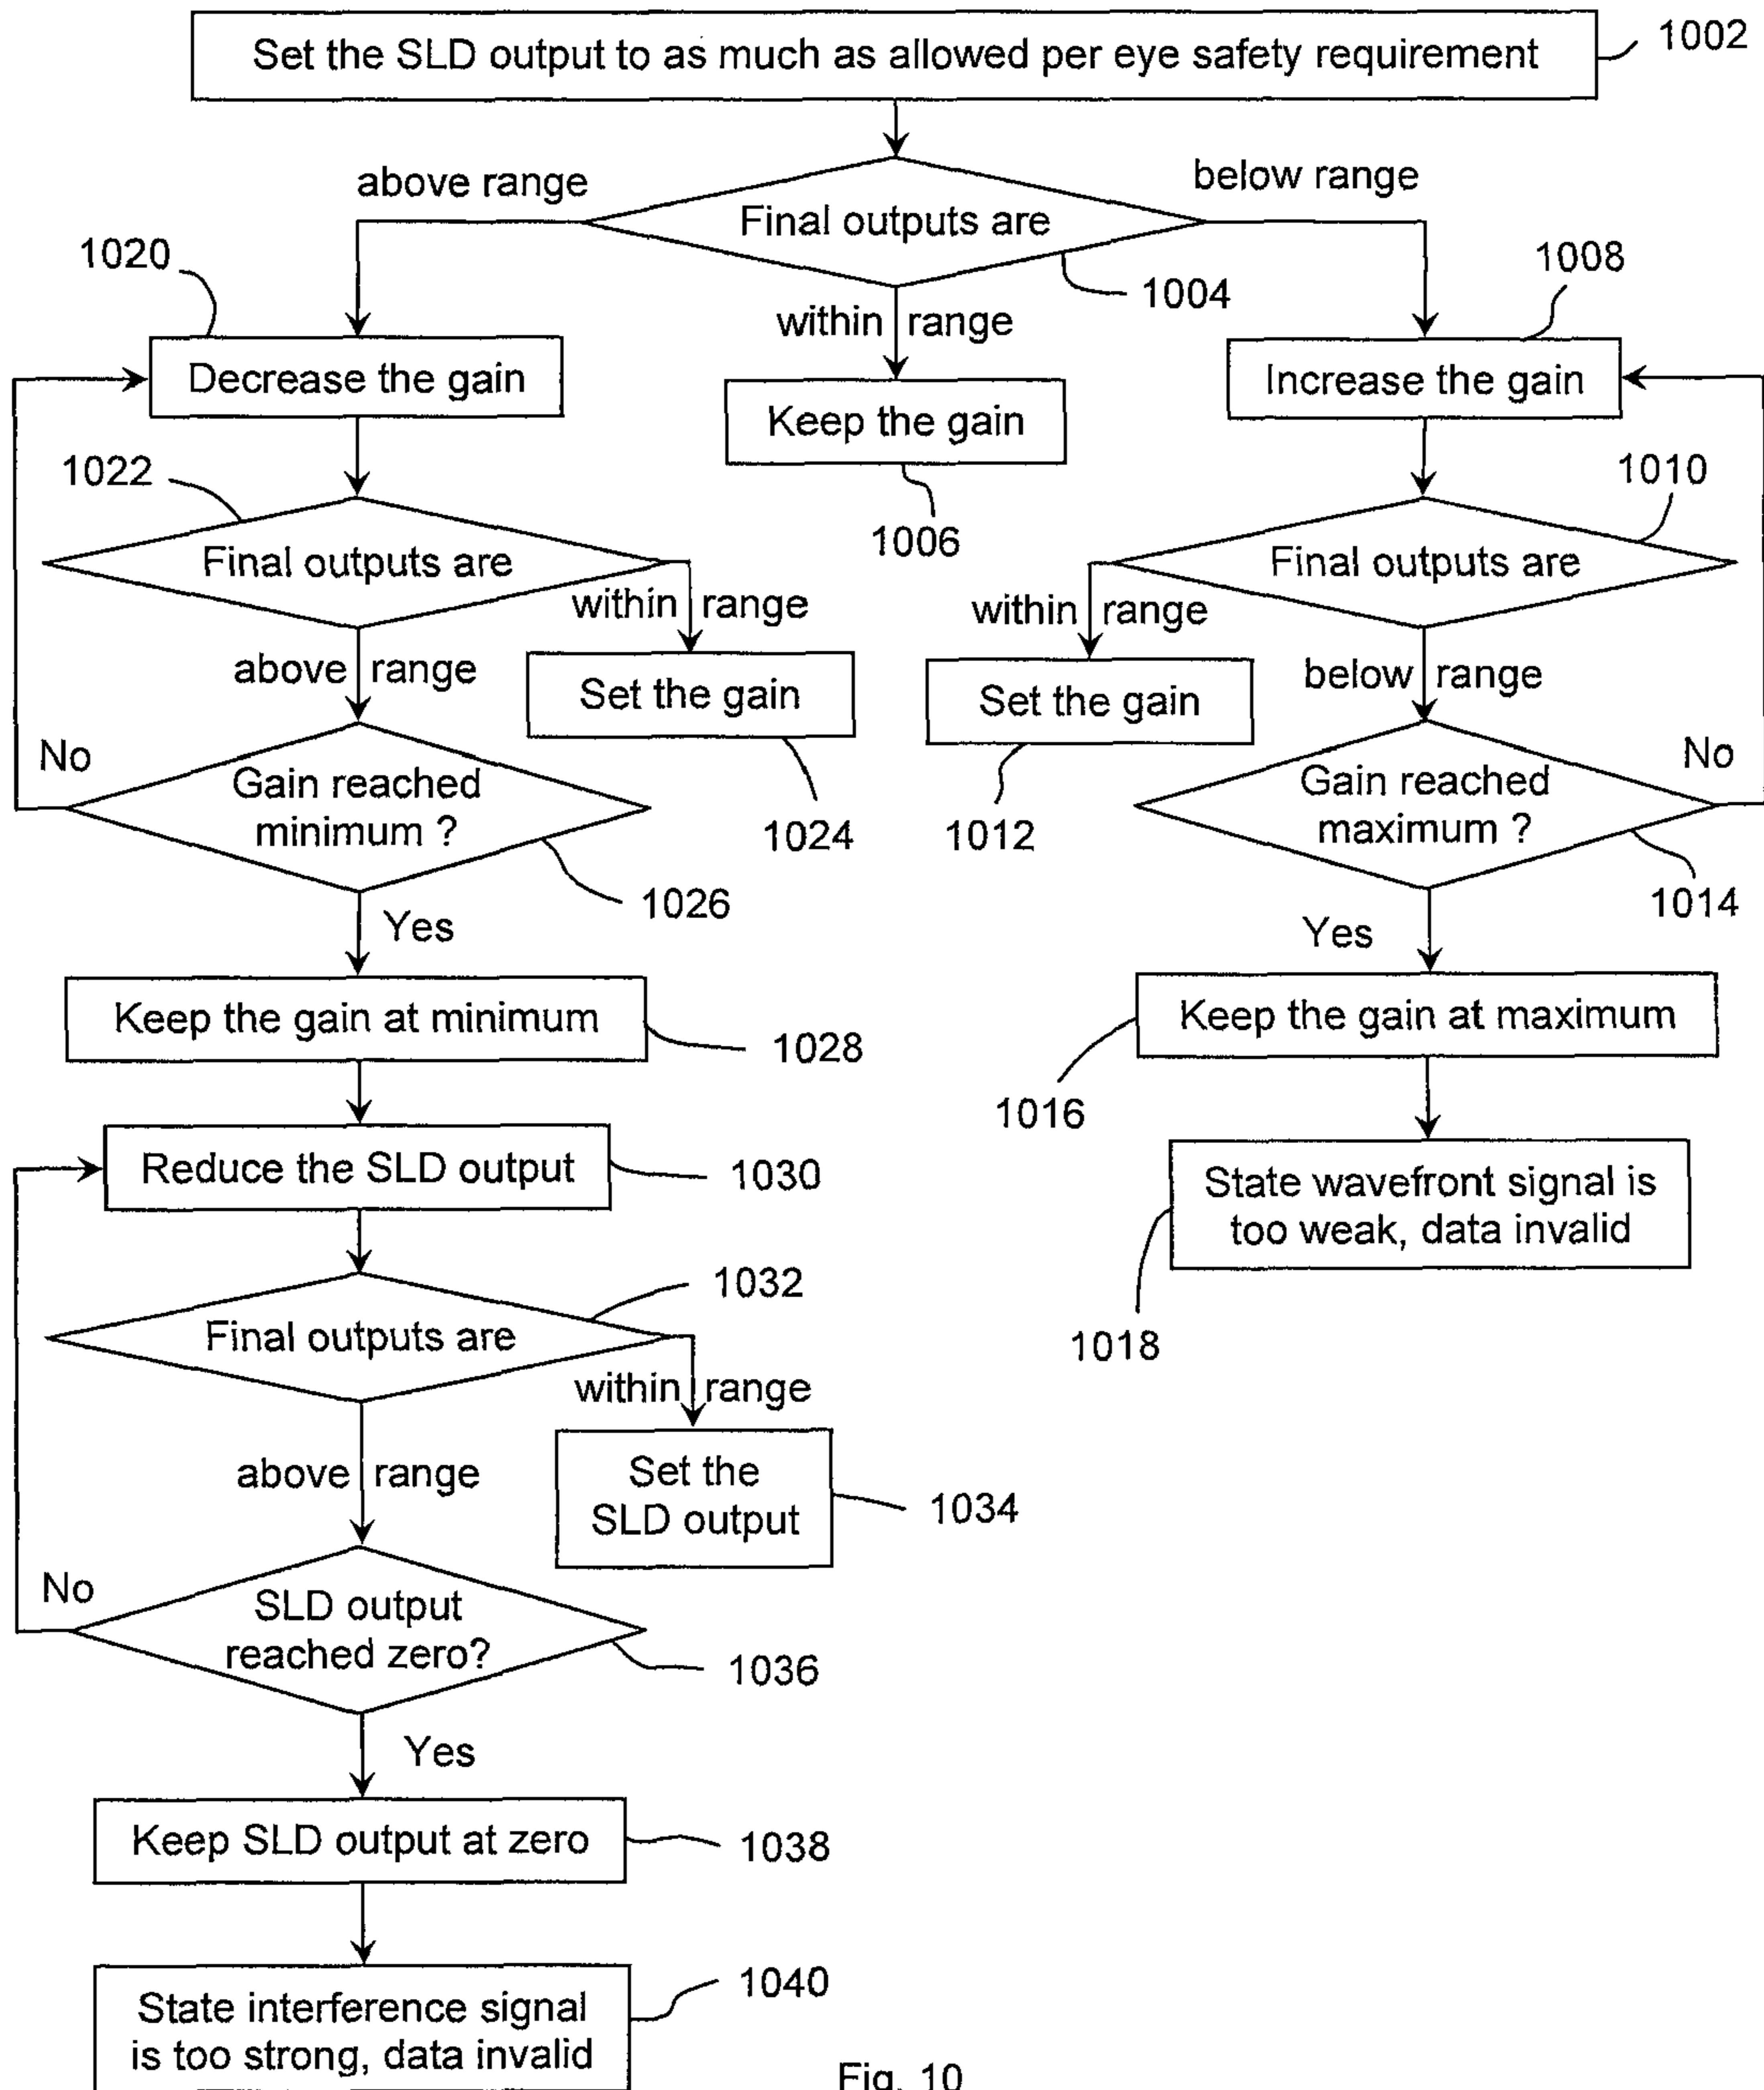 Set the SLD output to as much as allowed per eye safety requirement
1002
above range
below range
Final outputs are
1004
1020
1008
within range
Decrease the gain
Keep the gain
Increase the gain
1006
1022
1010
Final outputs are
Final outputs are
within range
within range
above range
below range
Set the gain
Set the gain
1024
1012
No
Gain reached
minimum ?
1026
No
Gain reached
maximum ?
1014
Yes
Yes
Keep the gain at minimum
1028
Keep the gain at maximum
1016
Reduce the SLD output
1030
State wavefront signal is
too weak, data invalid
1018
Final outputs are
1032
within range
above range
Set the
SLD output
1034
No
SLD output
reached zero?
1036
Yes
Keep SLD output at zero
1038
State interference signal
is too strong, data invalid
1040
Fig. 10